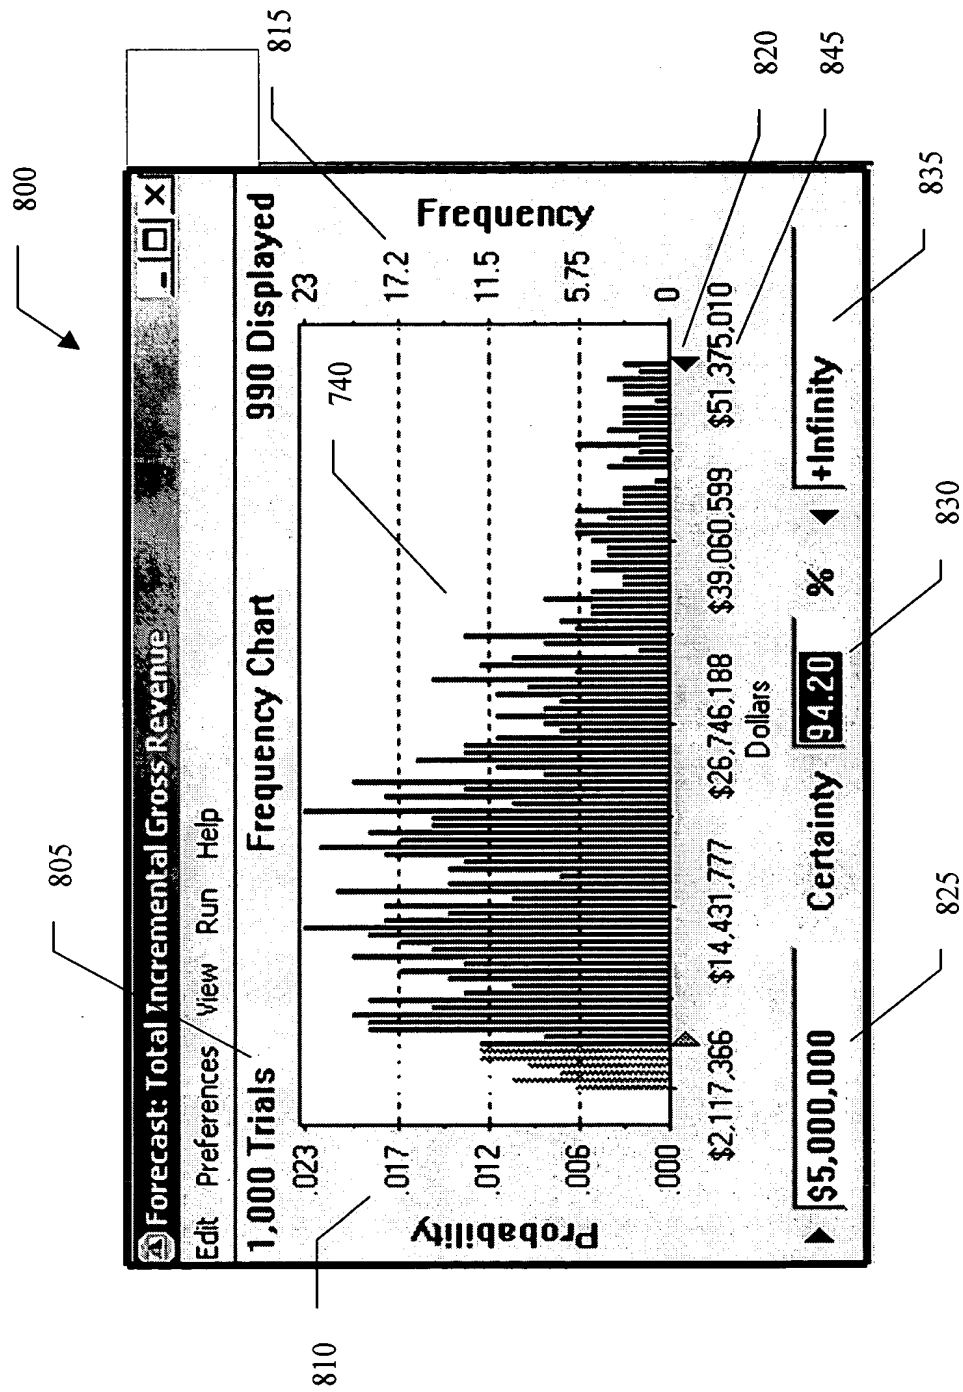 800
805
Forecast: Total Incremental Gross Revenue
Edit Preferences View Run Help
1,000 Trials
Frequency Chart
990 Displayed
815
810
740
Probability
.023
.017
.012
.006
.000
Frequency
23
17.2
11.5
5.75
0
820
$2,117,366
$14,431,777
$26,746,188
$39,060,599
$51,375,010
845
Dollars
$5,000,000
Certainty
94.20
%
+Infinity
825
830
835